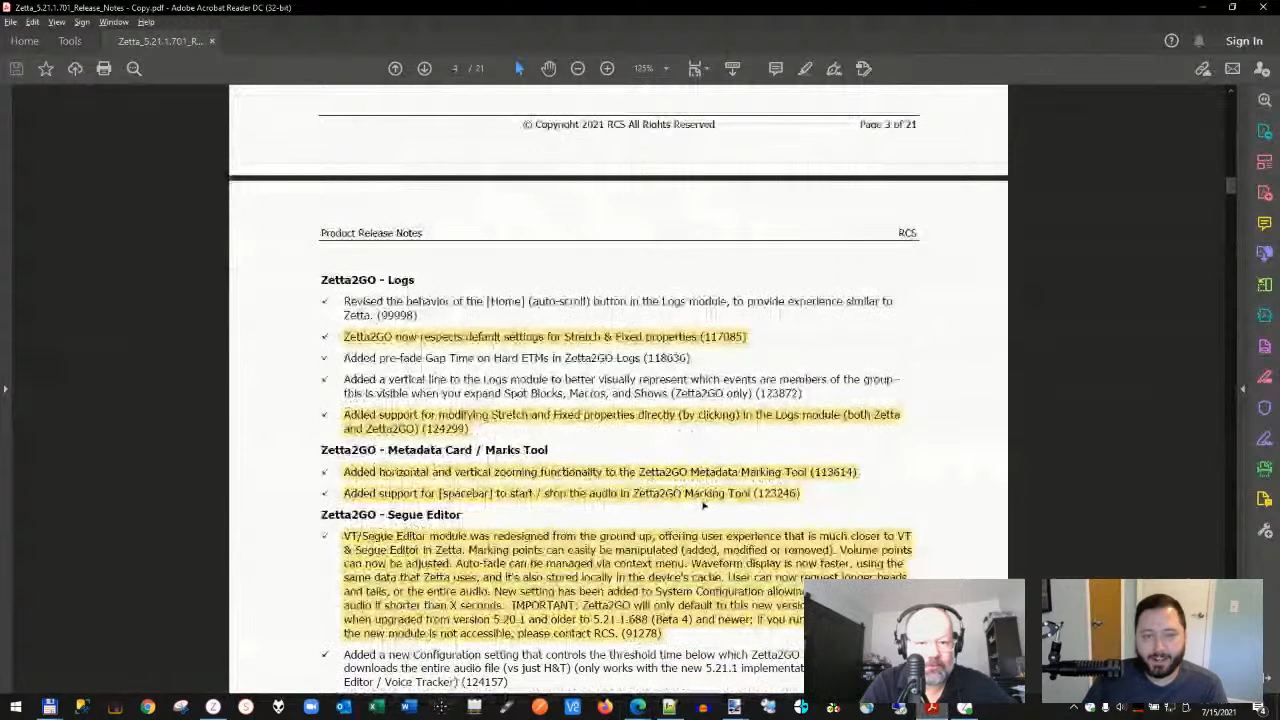 Zetta_5.21.1.701_Release_Notes - Copy.pdf - Adobe Acrobat Reader DC (32-bit)
File Edit View Sign Window Help
Home Tools Zetta_5.21.1.701_R... × Sign In
4 / 21 125%
© Copyright 2021 RCS All Rights Reserved Page 3 of 21
Product Release Notes RCS
Zetta2GO - Logs
✓ Revised the behavior of the [Home] (auto-scroll) button in the Logs module, to provide experience similar to
Zetta. (99998)
✓ Zetta2GO now respects default settings for Stretch & Fixed properties (117085)
✓ Added pre-fade Gap Time on Hard ETMs in Zetta2GO Logs (118636)
✓ Added a vertical line to the Logs module to better visually represent which events are members of the group–
this is visible when you expand Spot Blocks, Macros, and Shows (Zetta2GO only) (123872)
✓ Added support for modifying Stretch and Fixed properties directly (by clicking) in the Logs module (both Zetta
and Zetta2GO) (124299)
Zetta2GO - Metadata Card / Marks Tool
✓ Added horizontal and vertical zooming functionality to the Zetta2GO Metadata Marking Tool (113614)
✓ Added support for [spacebar] to start / stop the audio in Zetta2GO Marking Tool (123246)
Zetta2GO - Segue Editor
✓ VT/Segue Editor module was redesigned from the ground up, offering user experience that is much closer to VT
& Segue Editor in Zetta. Marking points can easily be manipulated (added, modified or removed). Volume points
can now be adjusted. Auto-fade can be managed via context menu. Waveform display is now faster, using the
same data that Zetta uses, and it's also stored locally in the device's cache. User can now request longer heads
and tails, or the entire audio. New setting has been added to System Configuration
audio if shorter than X seconds. IMPORTANT: Zetta2GO will only default to this new
when upgraded from version 5.20.1 and older to 5.21.1.688 (Beta 4) and newer; if you
the new module is not accessible, please contact RCS. (91278)
✓ Added a new Configuration setting that controls the threshold time below which Zetta2GO
downloads the entire audio file (vs just H&T) (only works with the new 5.21.1
Editor / Voice Tracker) (124157)
7/15/2021